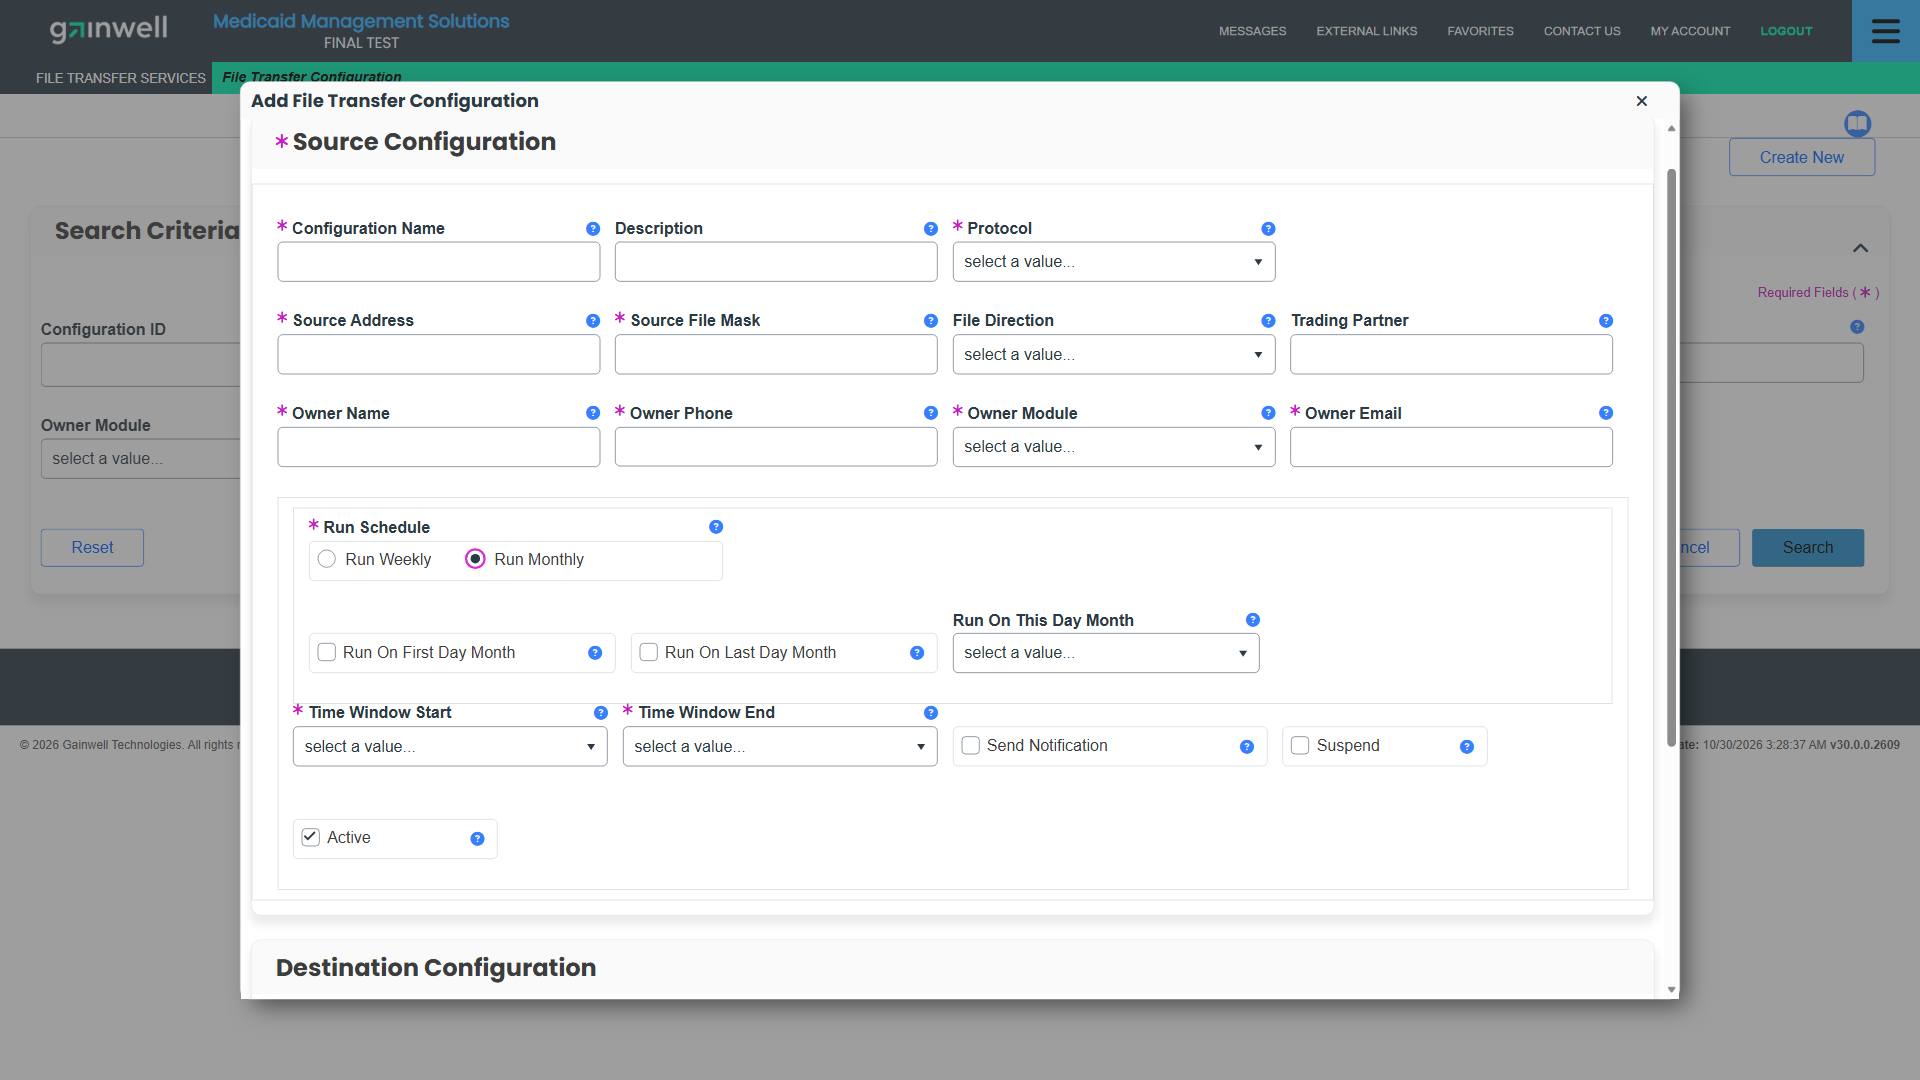 gainwell
Medicaid Management Solutions
FINAL TEST
MESSAGES
EXTERNAL LINKS
FAVORITES
CONTACT US
MY ACCOUNT
LOGOUT
FILE TRANSFER SERVICES
File Transfer Configuration
Add File Transfer Configuration
* Source Configuration
Create New
Search Criteria
* Configuration Name
Description
* Protocol
select a value...
Required Fields ( * )
* Source Address
* Source File Mask
File Direction
Trading Partner
Configuration ID
select a value...
* Owner Name
* Owner Phone
* Owner Module
* Owner Email
Owner Module
select a value...
select a value...
* Run Schedule
Run Weekly
Run Monthly
Reset
ncel
Search
Run On This Day Month
Run On First Day Month
Run On Last Day Month
select a value...
* Time Window Start
* Time Window End
select a value...
select a value...
Send Notification
Suspend
© 2026 Gainwell Technologies. All rights r
ate: 10/30/2026 3:28:37 AM v30.0.0.2609
Active
Destination Configuration